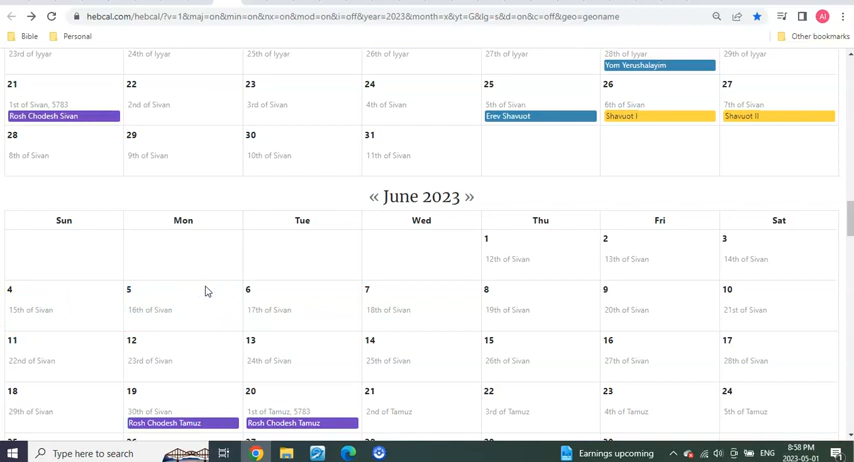 hebcal.com/hebcal/?v=1&maj=on&min=on&nx=on&mod=on&i=off&year=2023&month=x&yt=G&lg=s&d=on&c=off&geo=geoname
AI
Bible Personal Other bookmarks
23rd of Iyyar 24th of Iyyar 25th of Iyyar 26th of Iyyar 27th of Iyyar 28th of Iyyar 29th of Iyyar
Yom Yerushalayim
21 22 23 24 25 26 27
1st of Sivan, 5783 2nd of Sivan 3rd of Sivan 4th of Sivan 5th of Sivan 6th of Sivan 7th of Sivan
Rosh Chodesh Sivan Erev Shavuot Shavuot I Shavuot II
28 29 30 31
8th of Sivan 9th of Sivan 10th of Sivan 11th of Sivan
« June 2023 »
Sun Mon Tue Wed Thu Fri Sat
1 2 3
12th of Sivan 13th of Sivan 14th of Sivan
4 5 6 7 8 9 10
15th of Sivan 16th of Sivan 17th of Sivan 18th of Sivan 19th of Sivan 20th of Sivan 21st of Sivan
11 12 13 14 15 16 17
22nd of Sivan 23rd of Sivan 24th of Sivan 25th of Sivan 26th of Sivan 27th of Sivan 28th of Sivan
18 19 20 21 22 23 24
29th of Sivan 30th of Sivan 1st of Tamuz, 5783 2nd of Tamuz 3rd of Tamuz 4th of Tamuz 5th of Tamuz
Rosh Chodesh Tamuz Rosh Chodesh Tamuz
Type here to search Earnings upcoming ENG 8:58 PM
2023-05-01